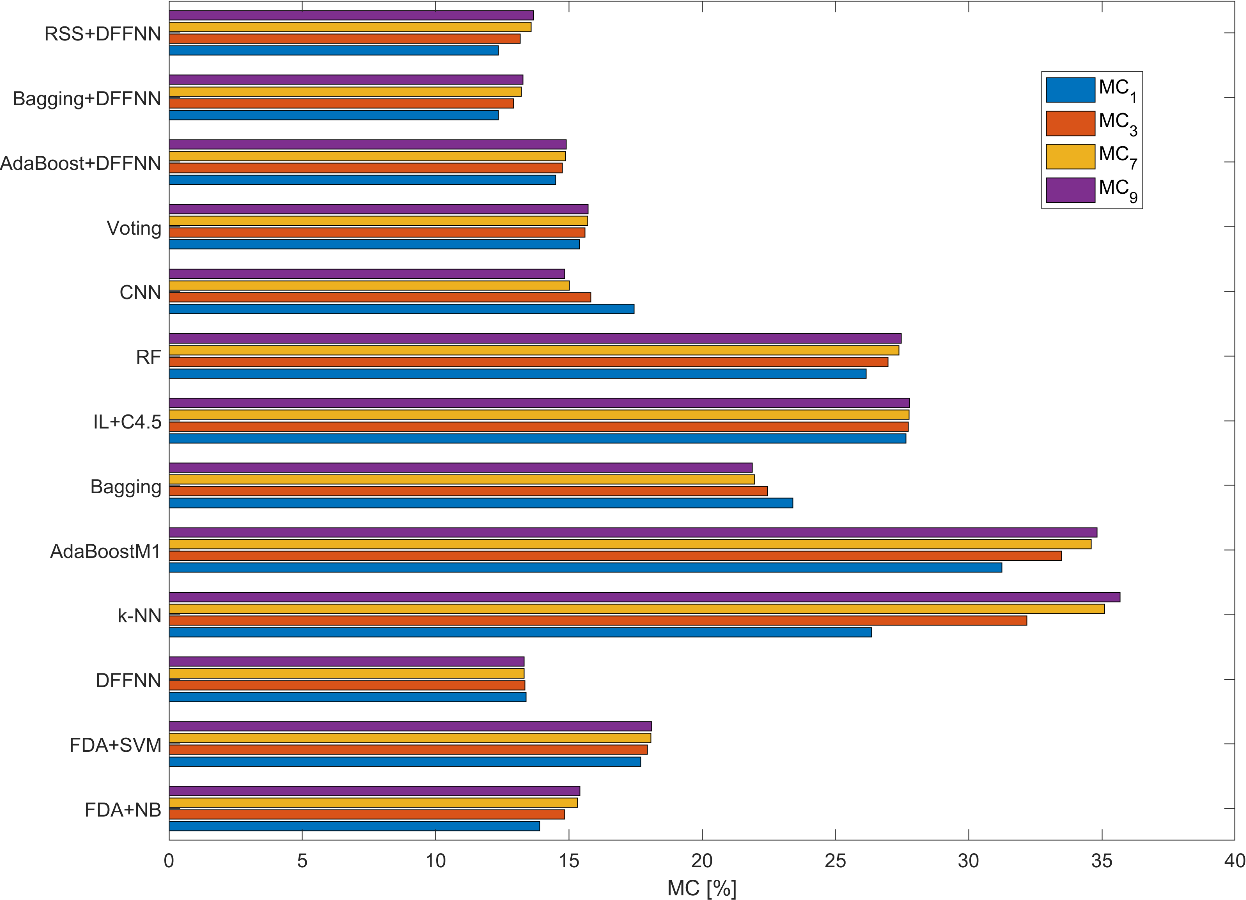 RSS+DFFNN
Bagging+DFFNN
AdaBoost+DFFNN
Voting
CNN
RF
IL+C4.5
Bagging
AdaBoostM1
k-NN
DFFNN
FDA+SVM
FDA+NB
MC1
MC3
MC7
MC9
0 5 10 15 20 25 30 35 40
MC [%]